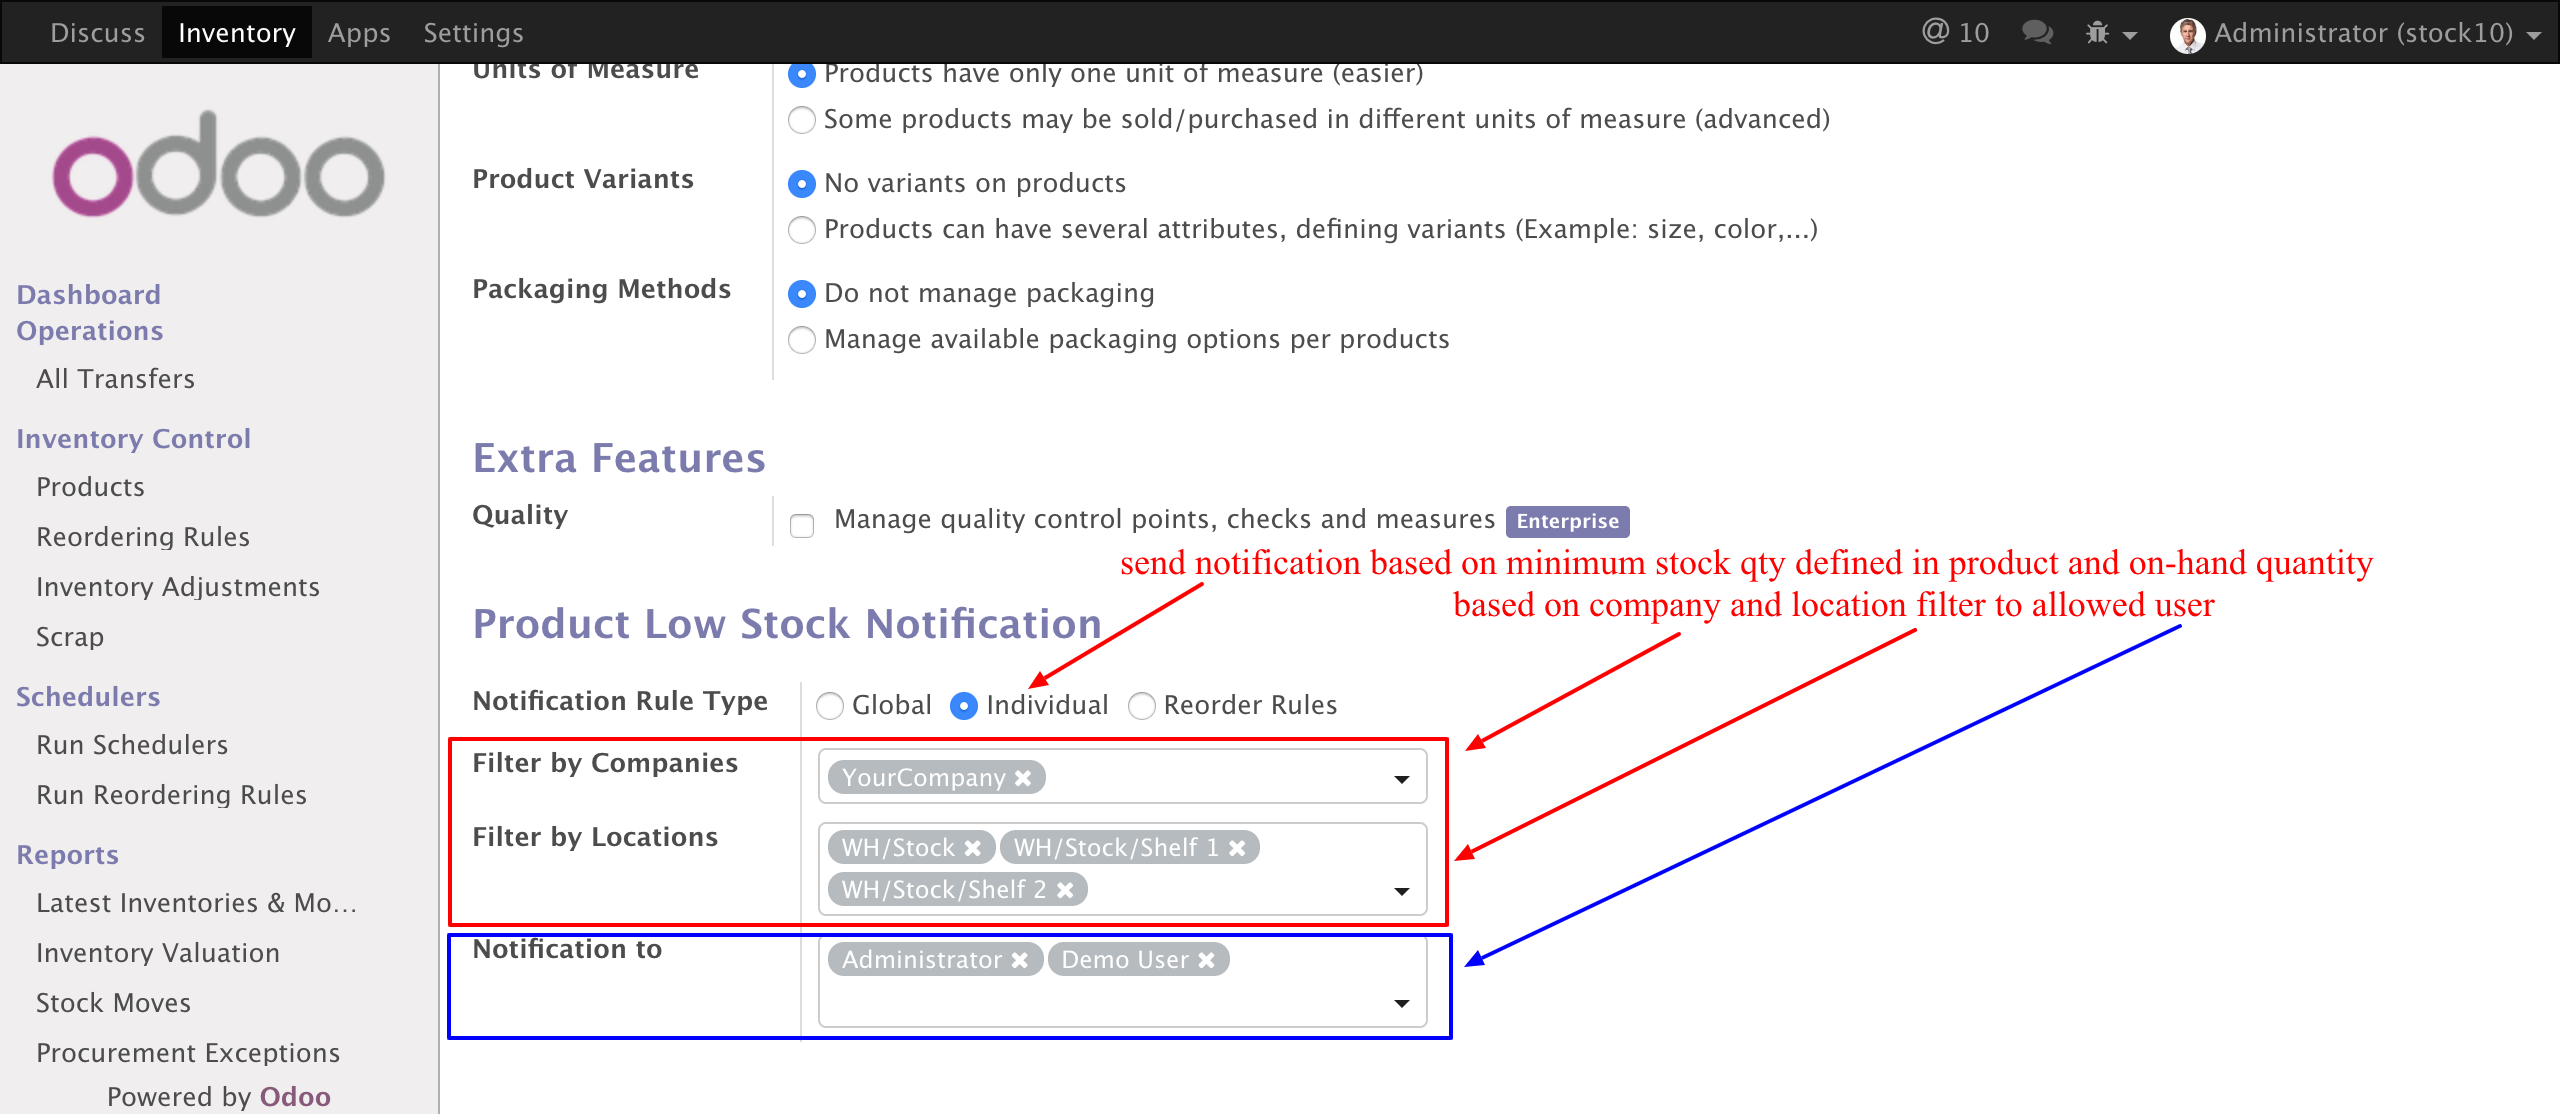 Discuss Inventory Apps Settings @ 10 Administrator (stock10)
odoo
Dashboard
Operations
All Transfers
Inventory Control
Products
Reordering Rules
Inventory Adjustments
Scrap
Schedulers
Run Schedulers
Run Reordering Rules
Reports
Latest Inventories & Mo...
Inventory Valuation
Stock Moves
Procurement Exceptions
Powered by Odoo
Units of Measure
Products have only one unit of measure (easier)
Some products may be sold/purchased in different units of measure (advanced)
Product Variants
No variants on products
Products can have several attributes, defining variants (Example: size, color,...)
Packaging Methods
Do not manage packaging
Manage available packaging options per products
Extra Features
Quality
Manage quality control points, checks and measures Enterprise
send notification based on minimum stock qty defined in product and on-hand quantity
based on company and location filter to allowed user
Product Low Stock Notification
Notification Rule Type Global Individual Reorder Rules
Filter by Companies
YourCompany
Filter by Locations
WH/Stock WH/Stock/Shelf 1
WH/Stock/Shelf 2
Notification to
Administrator Demo User